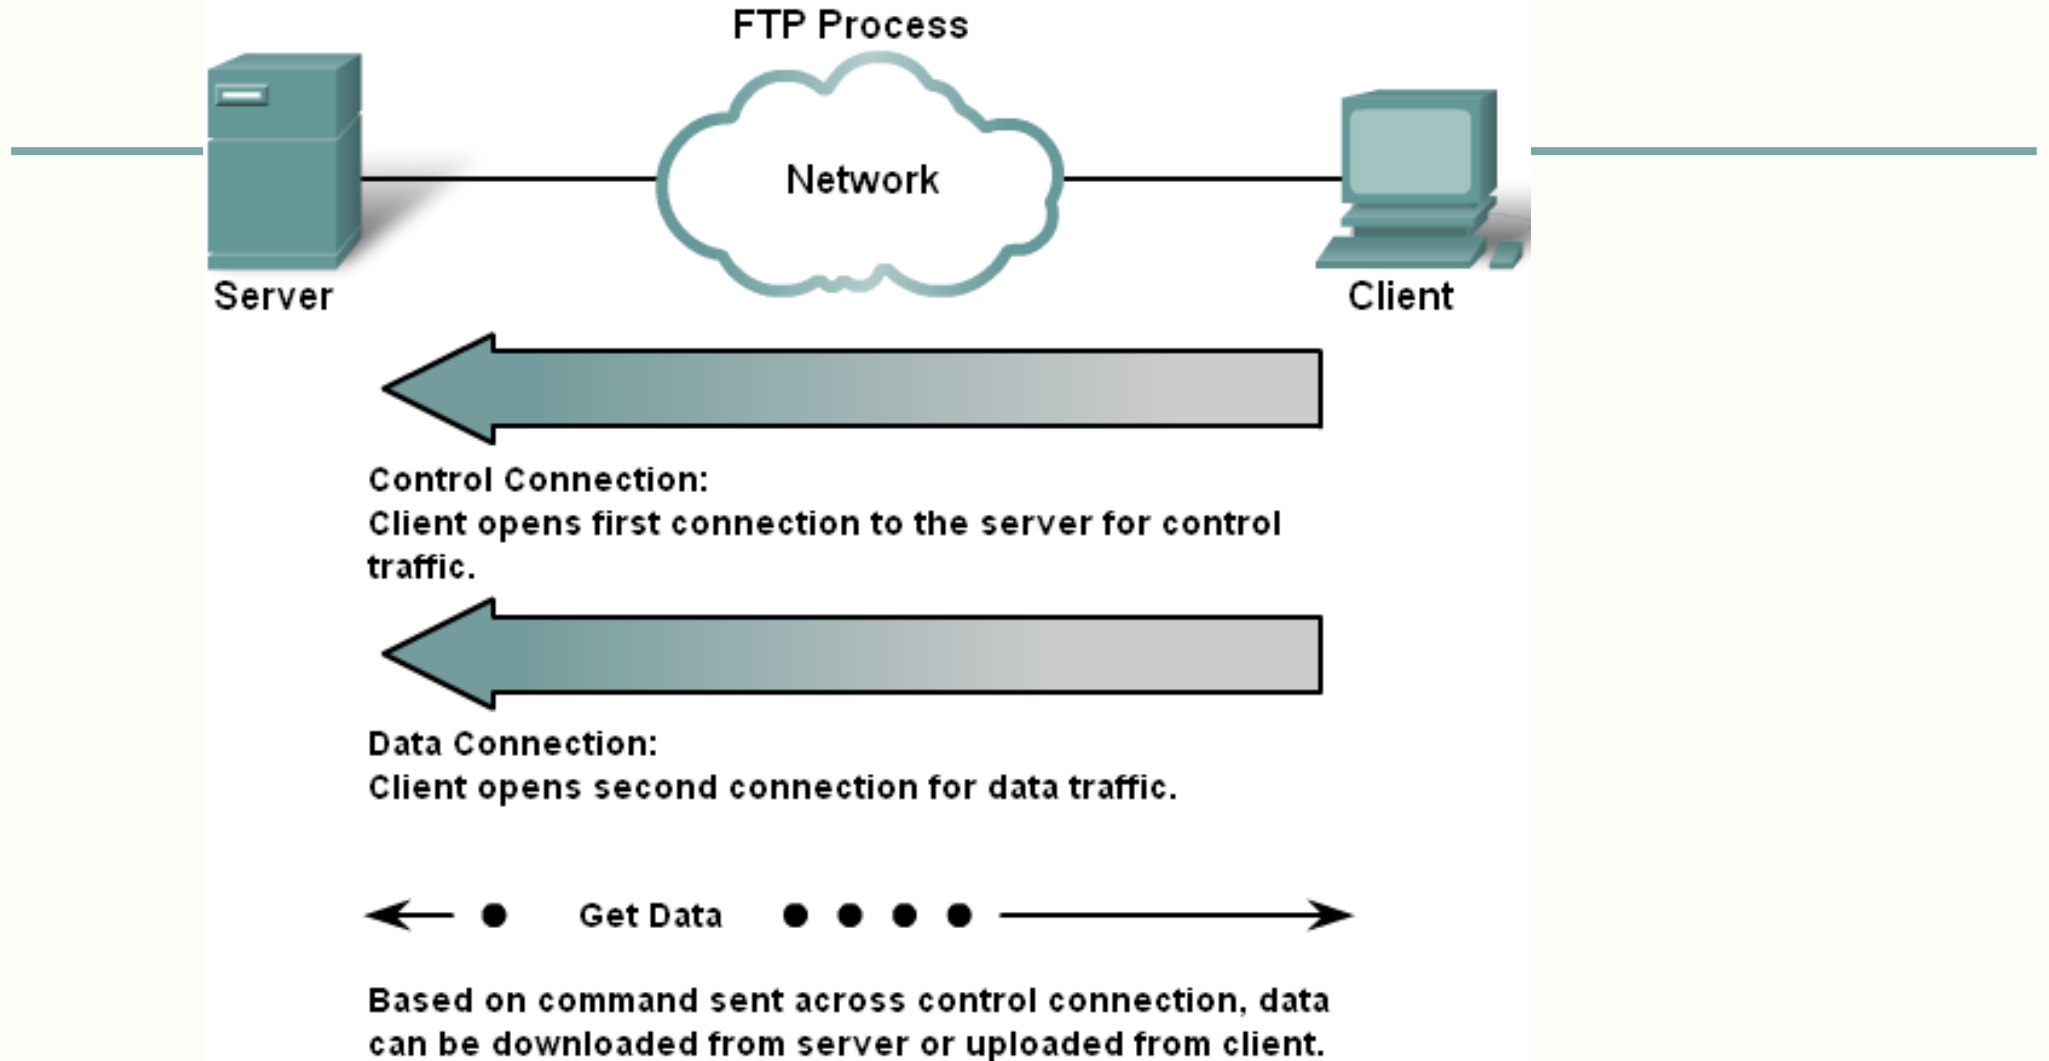 FTP Process
Network
Server
Client
Control Connection:
Client opens first connection to the server for control
traffic.
Data Connection:
Client opens second connection for data traffic.
Get Data
Based on command sent across control connection, data
can be downloaded from server or uploaded from client.